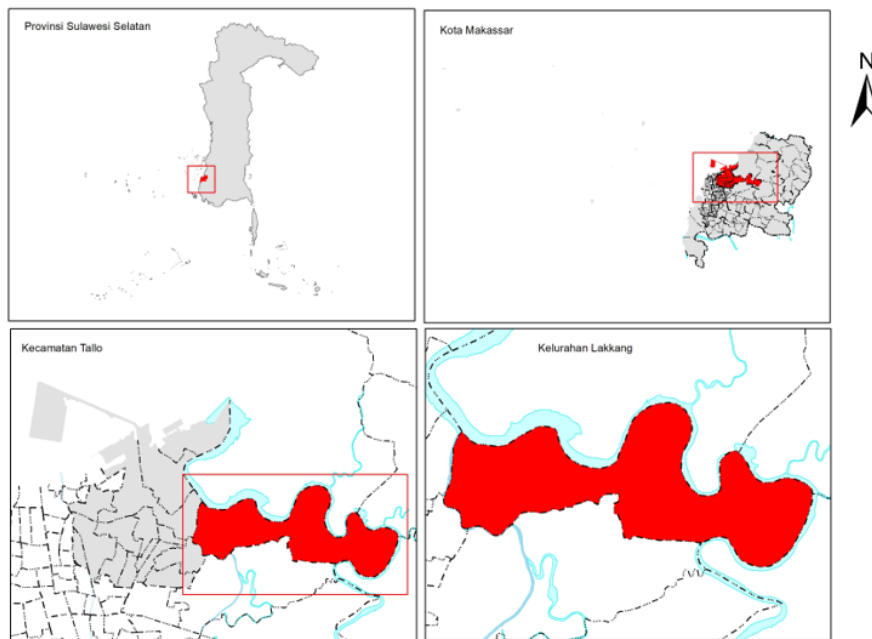 Provinsi Sulawesi Selatan
Kota Makassar
N
Kecamatan Tallo
Kelurahan Lakkang